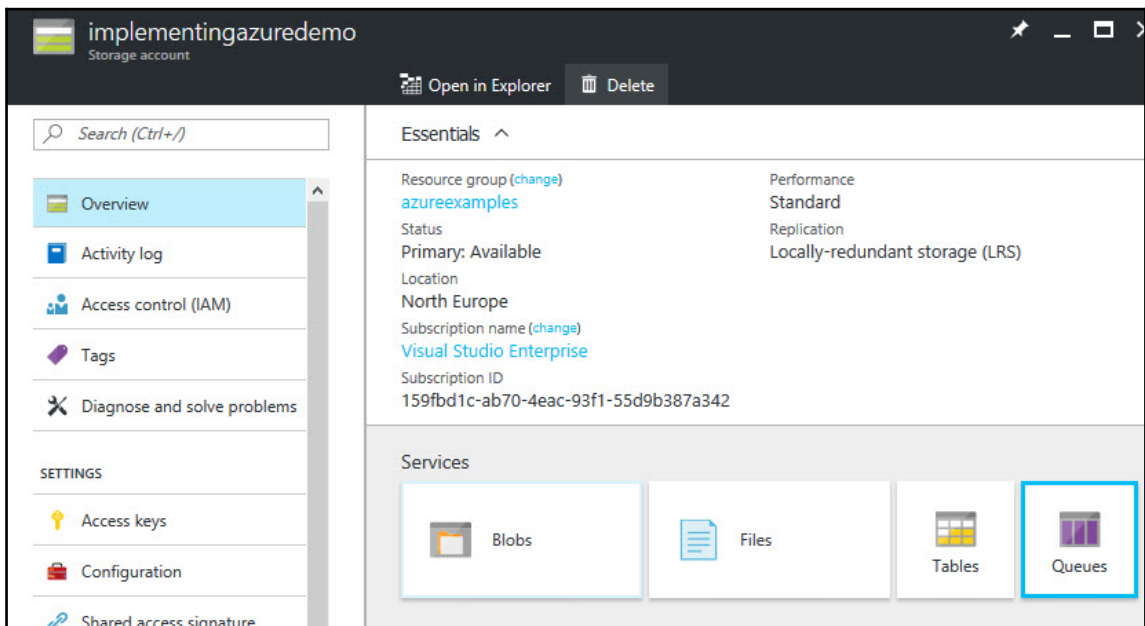 implementingazuredemo
Storage account
Open in Explorer
Delete
Search (Ctrl+/)
Overview
Activity log
Access control (IAM)
Tags
Diagnose and solve problems
SETTINGS
Access keys
Configuration
Shared access signature
Essentials
Resource group (change)
azureexamples
Status
Primary: Available
Location
North Europe
Subscription name (change)
Visual Studio Enterprise
Subscription ID
159fbd1c-ab70-4eac-93f1-55d9b387a342
Performance
Standard
Replication
Locally-redundant storage (LRS)
Services
Blobs
Files
Tables
Queues